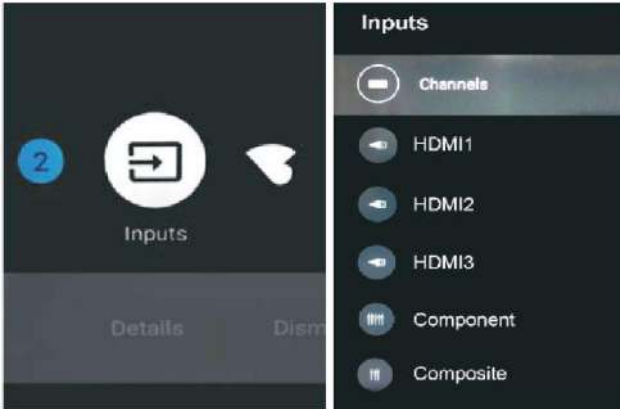 2
Inputs
Details
Dism
Inputs
Channels
HDMI1
HDMI2
HDMI3
Component
Composite